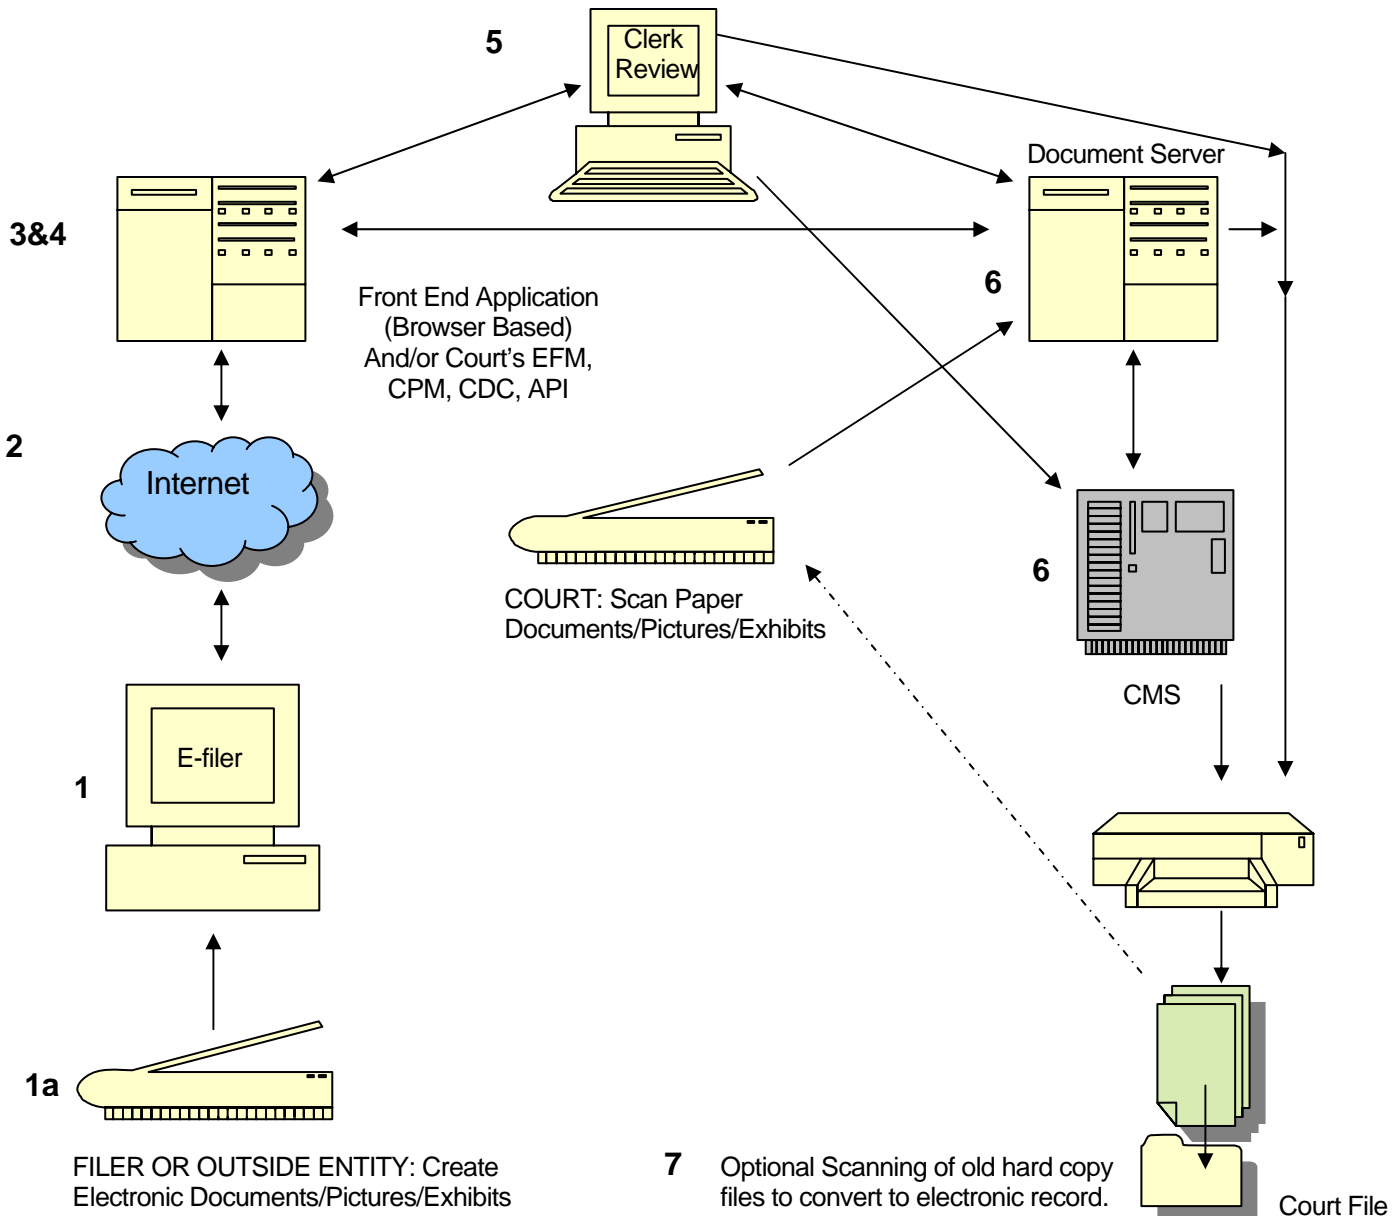 5
Clerk
Review
Document Server
3&4
6
Front End Application
(Browser Based)
And/or Court's EFM,
CPM, CDC, API
2
Internet
6
COURT: Scan Paper
Documents/Pictures/Exhibits
CMS
E-filer
1
1a
FILER OR OUTSIDE ENTITY: Create
Electronic Documents/Pictures/Exhibits
7
Optional Scanning of old hard copy
files to convert to electronic record.
Court File